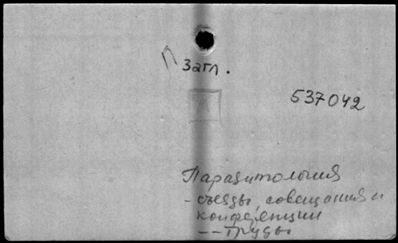 П Загл.
537042
Паразитология
- съезды, совещания и
конференции
-- Труды